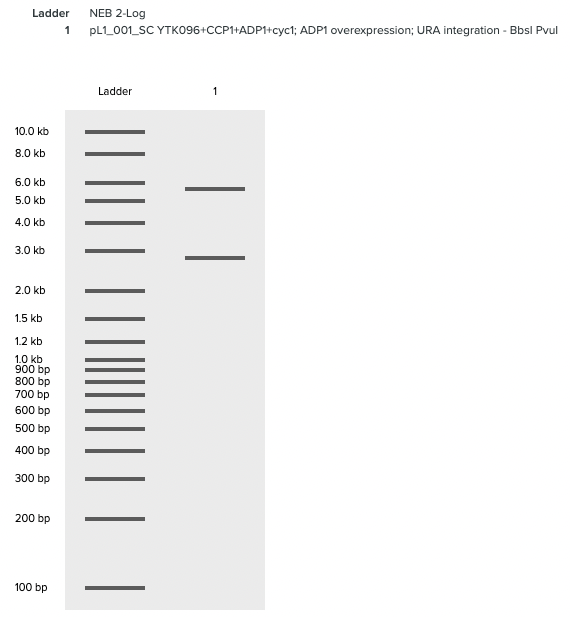 Ladder NEB 2-Log
1 pL1_001_SC YTK096+CCP1+ADP1+cyc1; ADP1 overexpression; URA integration - BbsI PvuI
Ladder 1
10.0 kb
8.0 kb
6.0 kb
5.0 kb
4.0 kb
3.0 kb
2.0 kb
1.5 kb
1.2 kb
1.0 kb
900 bp
800 bp
700 bp
600 bp
500 bp
400 bp
300 bp
200 bp
100 bp